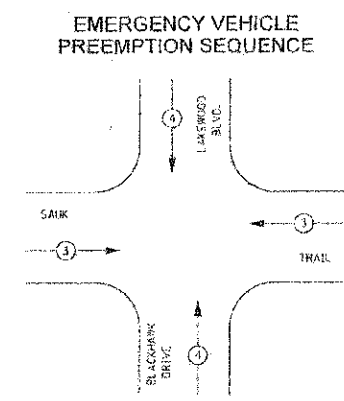 EMERGENCY VEHICLE
PREEMPTION SEQUENCE
4
LAKEWOOD
BLVD.
SAUK
3
3
TRAIL
BLACKHAWK
DRIVE
4